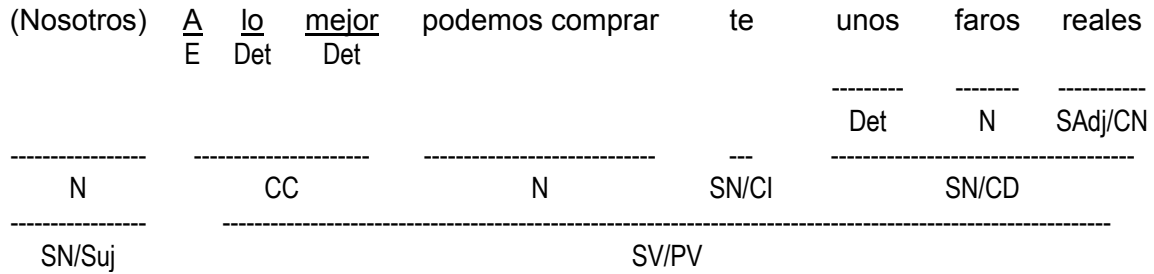 (Nosotros) A lo mejor podemos comprar te unos faros reales
E Det Det
Det N SAdj/CN
N CC N SN/CI SN/CD
SN/Suj SV/PV